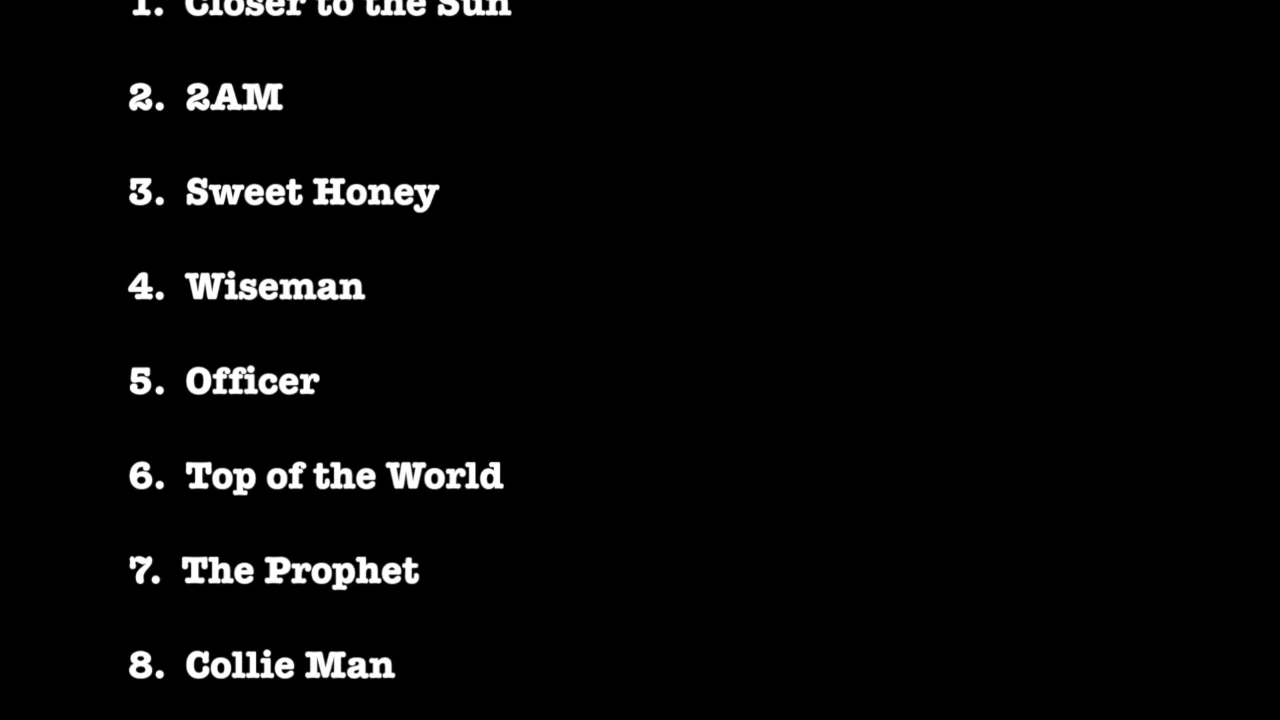 1. Closer to the Sun
2. 2AM
3. Sweet Honey
4. Wiseman
5. Officer
6. Top of the World
7. The Prophet
8. Collie Man